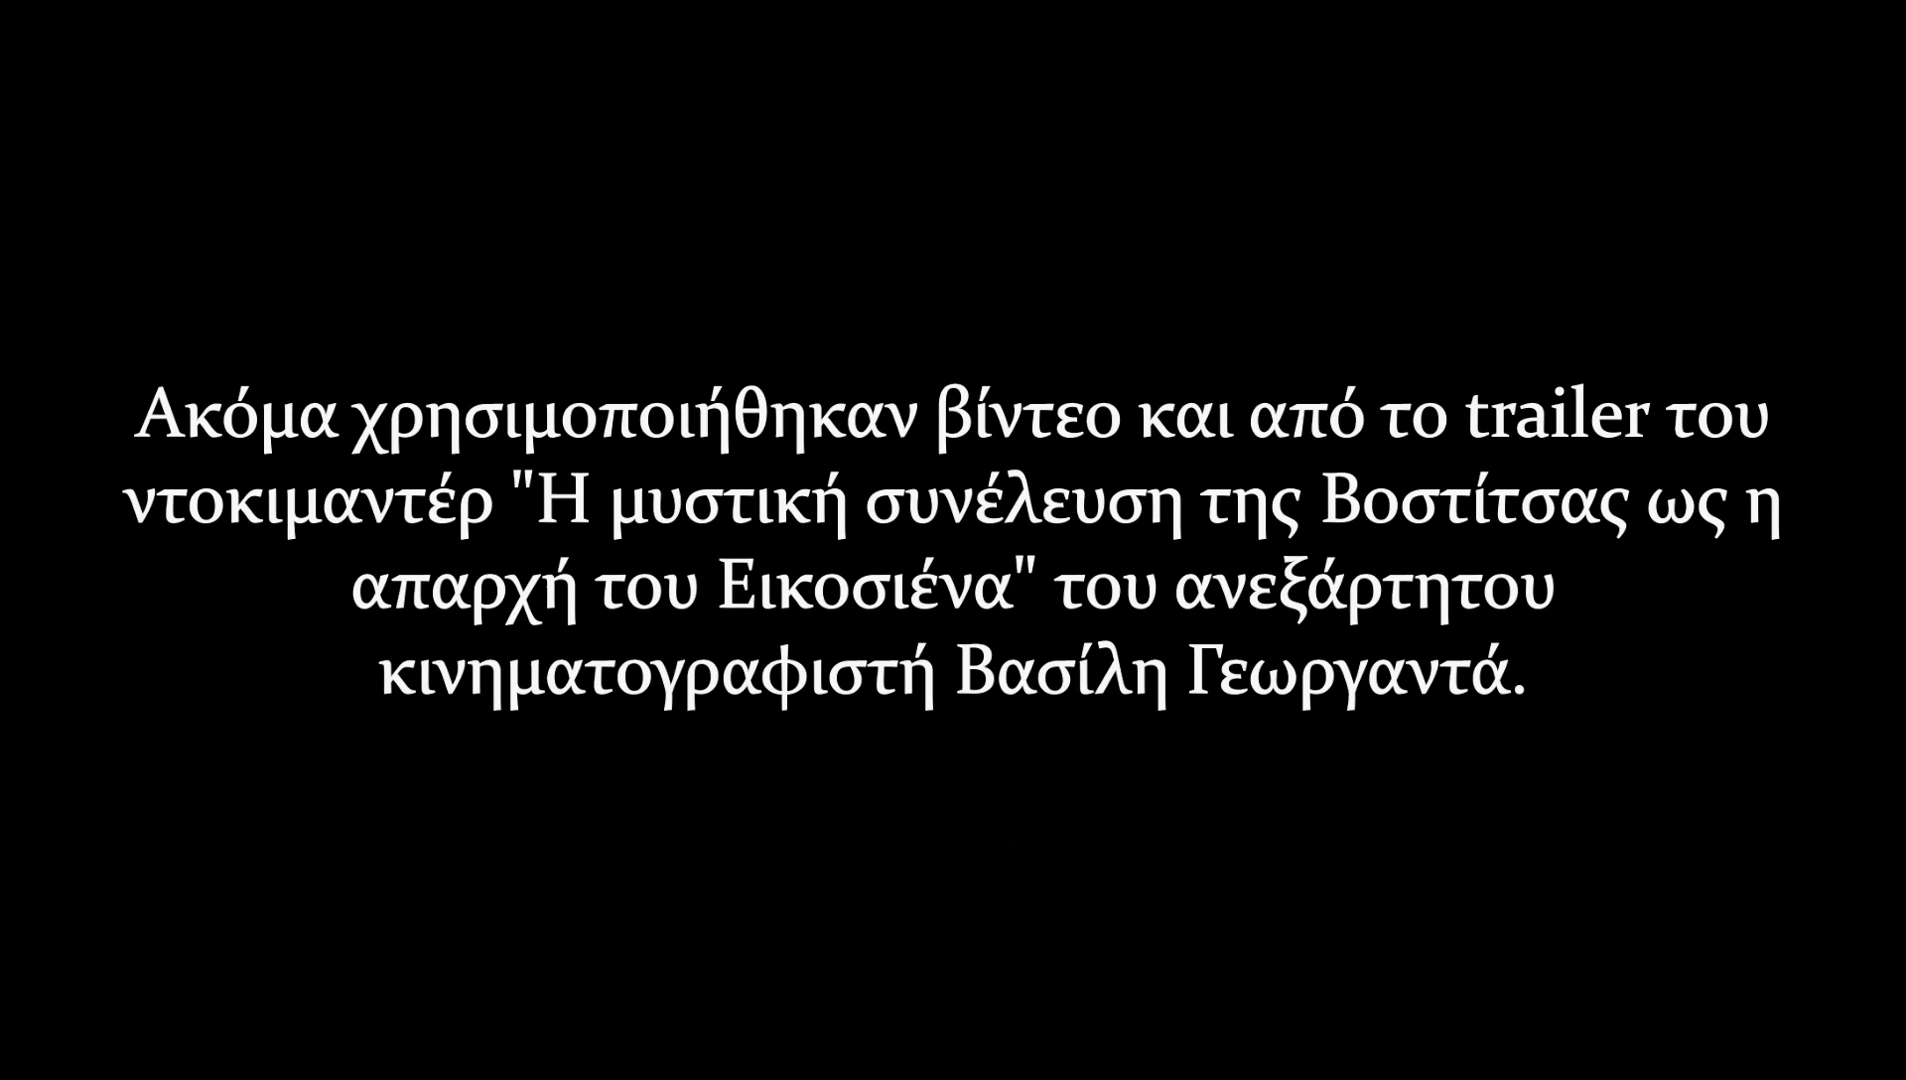 Ακόμα χρησιμοποιήθηκαν βίντεο και από το trailer του
ντοκιμαντέρ "Η μυστική συνέλευση της Βοστίτσας ως η
απαρχή του Εικοσιένα" του ανεξάρτητου
κινηματογραφιστή Βασίλη Γεωργαντά.